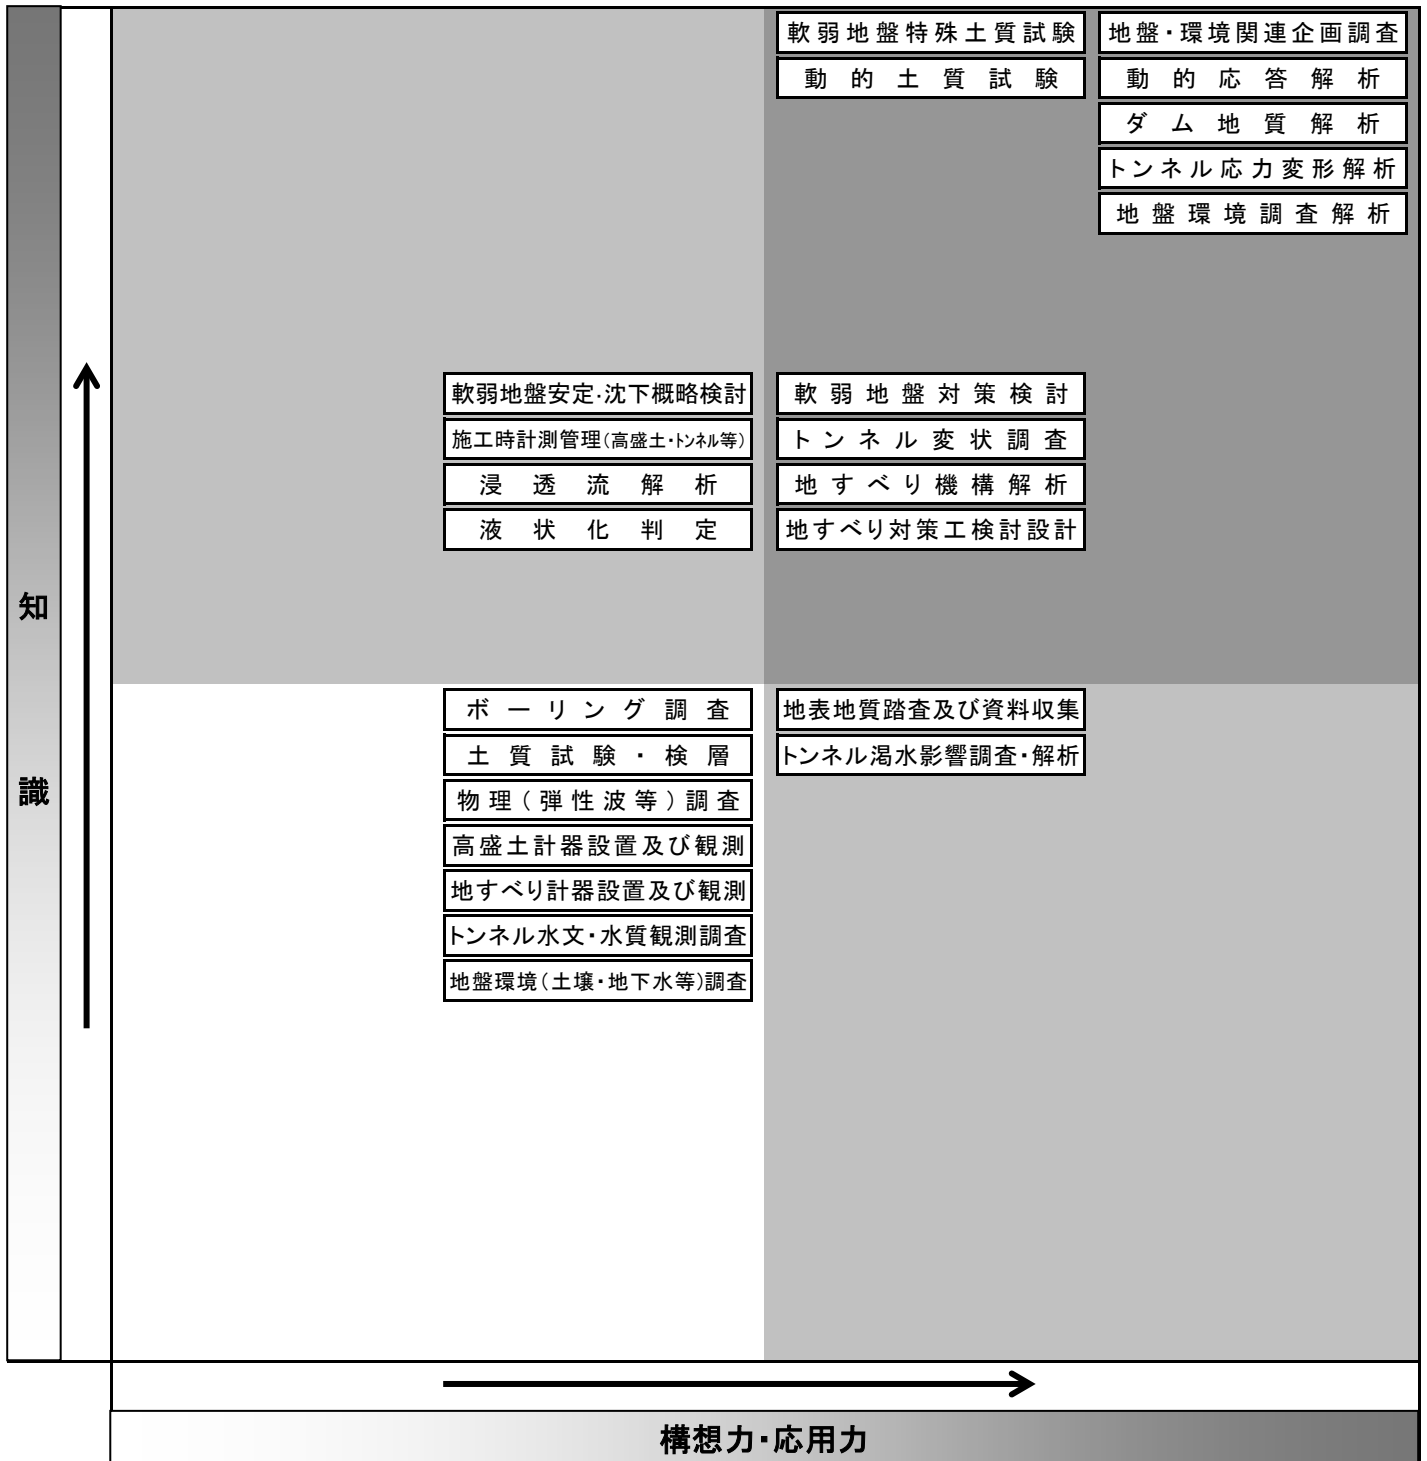 軟弱地盤特殊土質試験
地盤・環境関連企画調査
動的土質試験
動的応答解析
ダム地質解析
トンネル応力変形解析
地盤環境調査解析
軟弱地盤安定・沈下概略検討
軟弱地盤対策検討
施工時計測管理(高盛土・トンネル等)
トンネル変状調査
浸透流解析
地すべり機構解析
液状化判定
地すべり対策工検討設計
知識
ボーリング調査
地表地質踏査及び資料収集
土質試験・検層
トンネル渇水影響調査・解析
物理(弾性波等)調査
高盛土計器設置及び観測
地すべり計器設置及び観測
トンネル水文・水質観測調査
地盤環境(土壌・地下水等)調査
構想力・応用力